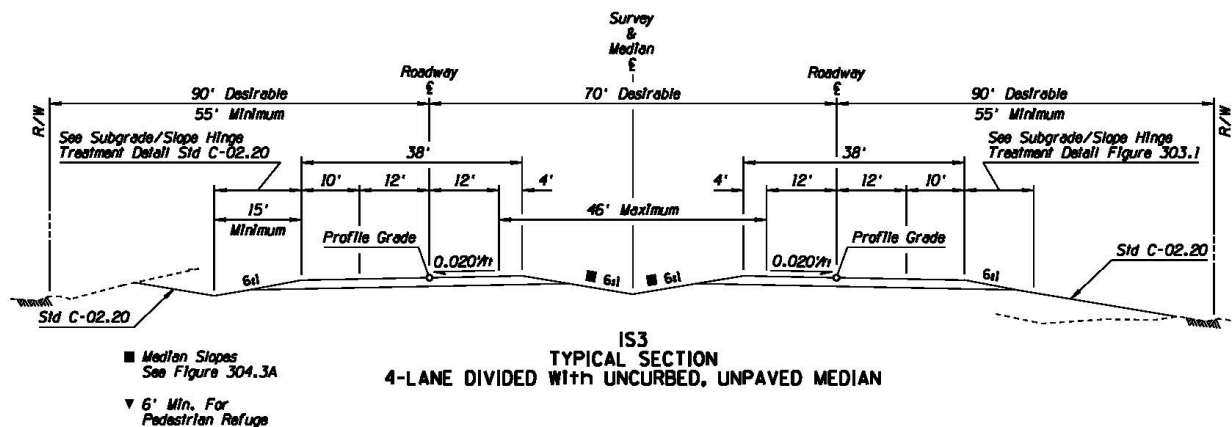 Survey
&
Median
℄
Roadway
℄
Roadway
℄
R/W
90' Desirable
55' Minimum
70' Desirable
90' Desirable
55' Minimum
R/W
See Subgrade/Slope Hinge
Treatment Detail Std C-02.20
See Subgrade/Slope Hinge
Treatment Detail Figure 303.1
38'
38'
10'
12'
12'
4'
4'
12'
12'
10'
15'
Minimum
46' Maximum
Profile Grade
Profile Grade
0.020'/ft
0.020'/ft
6:1
6:1
6:1
6:1
Std C-02.20
Std C-02.20
IS3
TYPICAL SECTION
4-LANE DIVIDED With UNCURBED, UNPAVED MEDIAN
■ Median Slopes
See Figure 304.3A
▼ 6' Min. For
Pedestrian Refuge